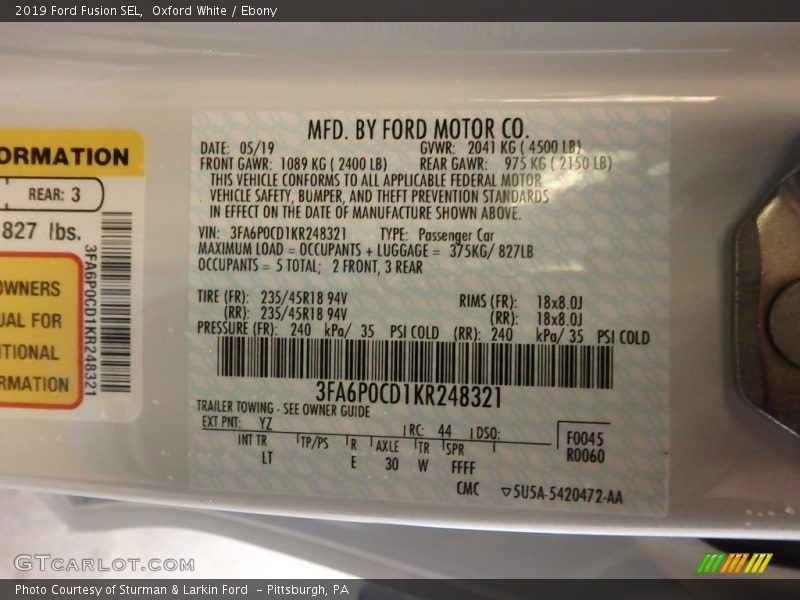 2019 Ford Fusion SEL, Oxford White / Ebony
ORMATION
REAR: 3
827 lbs.
OWNERS
UAL FOR
ITIONAL
RMATION
3FA6P0CD1KR248321
MFD. BY FORD MOTOR CO.
DATE: 05/19 GVWR: 2041 KG ( 4500 LB)
FRONT GAWR: 1089 KG ( 2400 LB) REAR GAWR: 975 KG ( 2150 LB)
THIS VEHICLE CONFORMS TO ALL APPLICABLE FEDERAL MOTOR
VEHICLE SAFETY, BUMPER, AND THEFT PREVENTION STANDARDS
IN EFFECT ON THE DATE OF MANUFACTURE SHOWN ABOVE.
VIN: 3FA6P0CD1KR248321 TYPE: Passenger Car
MAXIMUM LOAD = OCCUPANTS + LUGGAGE = 375KG/ 827LB
OCCUPANTS = 5 TOTAL; 2 FRONT, 3 REAR
TIRE (FR): 235/45R18 94V RIMS (FR): 18x8.0J
(RR): 235/45R18 94V (RR): 18x8.0J
PRESSURE (FR): 240 kPa/ 35 PSI COLD (RR): 240 kPa/ 35 PSI COLD
3FA6P0CD1KR248321
TRAILER TOWING - SEE OWNER GUIDE
EXT PNT: YZ RC: 44 DSO: F0045
INT TR TP/PS R AXLE TR SPR R0060
LT E 30 W FFFF
CMC ▽5U5A-5420472-AA
GTCARLOT.COM
Photo Courtesy of Sturman & Larkin Ford - Pittsburgh, PA